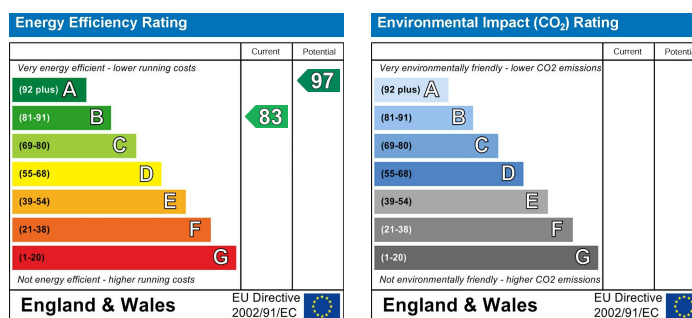 Energy Efficiency Rating
Current Potential
Very energy efficient - lower running costs
(92 plus) A 97
(81-91) B 83
(69-80) C
(55-68) D
(39-54) E
(21-38) F
(1-20) G
Not energy efficient - higher running costs
England & Wales
EU Directive
2002/91/EC
Environmental Impact (CO₂) Rating
Current
Very environmentally friendly - lower CO2 emissions
(92 plus) A
(81-91) B
(69-80) C
(55-68) D
(39-54) E
(21-38) F
(1-20) G
Not environmentally friendly - higher CO2 emissions
England & Wales
EU Directive
2002/91/EC